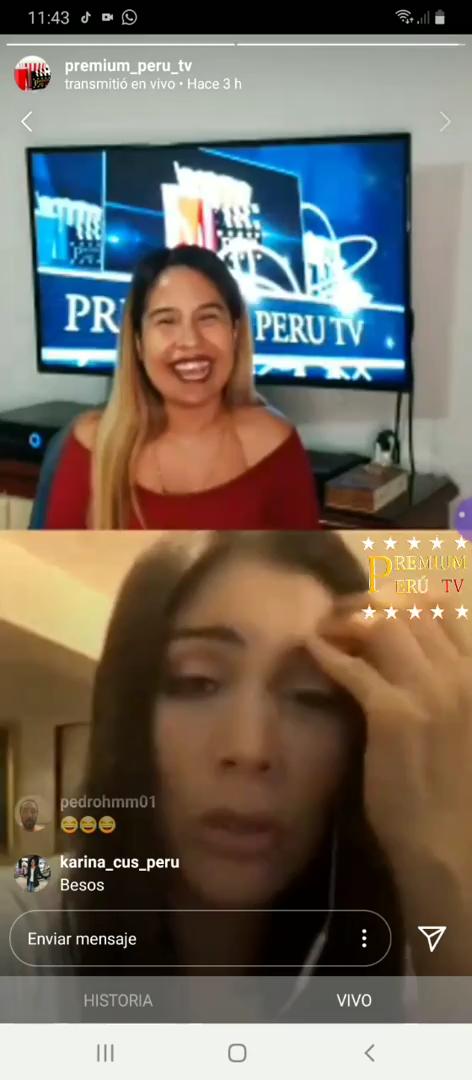 11:43
premium_peru_tv
transmitió en vivo • Hace 3 h
PR
PERU TV
PREMIUM
PERÚ TV
pedrohmm01
😂😂😂
karina_cus_peru
Besos
Enviar mensaje
HISTORIA
VIVO